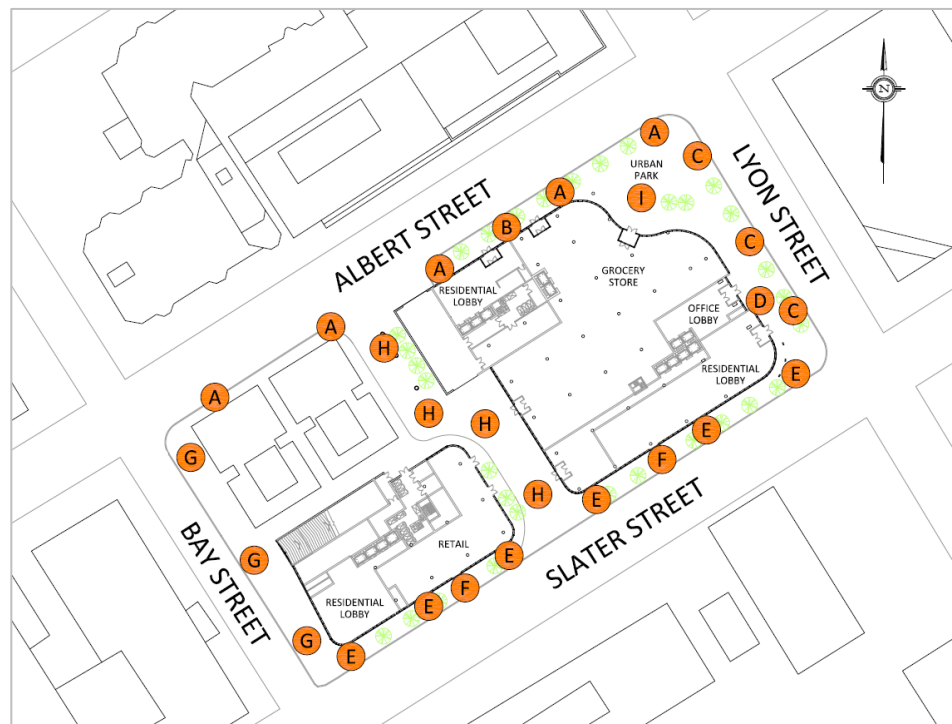 A
C
URBAN
PARK
LYON STREET
N
I
A
ALBERT STREET
B
A
C
GROCERY
STORE
RESIDENTIAL
LOBBY
D
C
OFFICE
LOBBY
A
H
RESIDENTIAL
LOBBY
E
A
H
H
E
G
F
H
E
SLATER STREET
RETAIL
E
G
F
BAY STREET
E
RESIDENTIAL
LOBBY
G
E